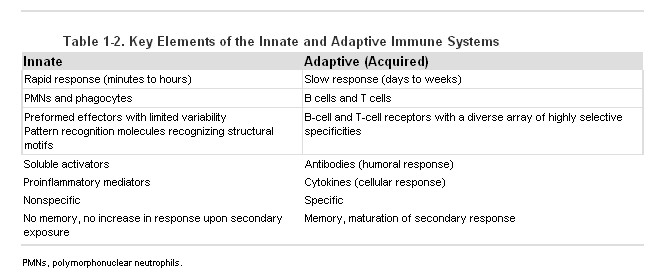 Table 1-2. Key Elements of the Innate and Adaptive Immune Systems
Innate Adaptive (Acquired)
Rapid response (minutes to hours) Slow response (days to weeks)
PMNs and phagocytes B cells and T cells
Preformed effectors with limited variability B-cell and T-cell receptors with a diverse array of highly selective
Pattern recognition molecules recognizing structural specificities
motifs
Soluble activators Antibodies (humoral response)
Proinflammatory mediators Cytokines (cellular response)
Nonspecific Specific
No memory, no increase in response upon secondary Memory, maturation of secondary response
exposure
PMNs, polymorphonuclear neutrophils.